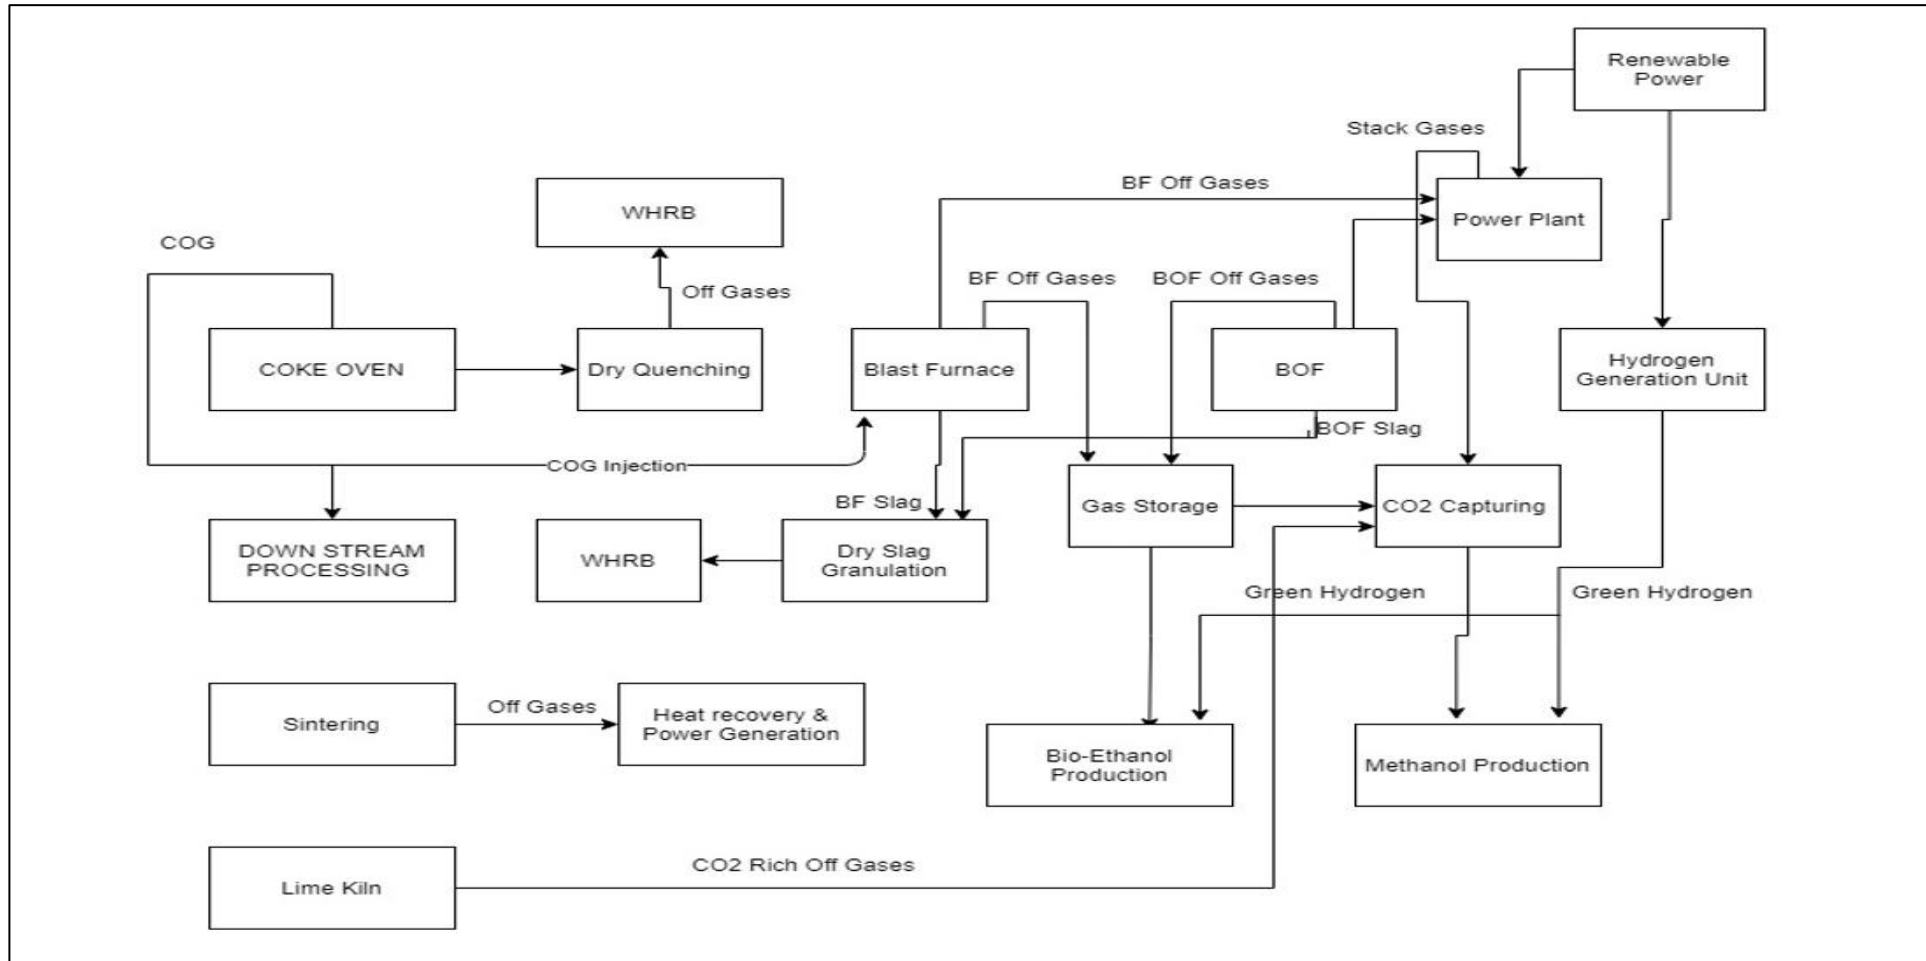 Renewable
Power
Stack Gases
BF Off Gases
WHRB
Power Plant
COG
Off Gases
BF Off Gases
BOF Off Gases
COKE OVEN
Dry Quenching
Blast Furnace
BOF
Hydrogen
Generation Unit
BOF Slag
COG Injection
BF Slag
Gas Storage
CO2 Capturing
DOWN STREAM
PROCESSING
WHRB
Dry Slag
Granulation
Green Hydrogen
Green Hydrogen
Sintering
Off Gases
Heat recovery &
Power Generation
Bio-Ethanol
Production
Methanol Production
Lime Kiln
CO2 Rich Off Gases